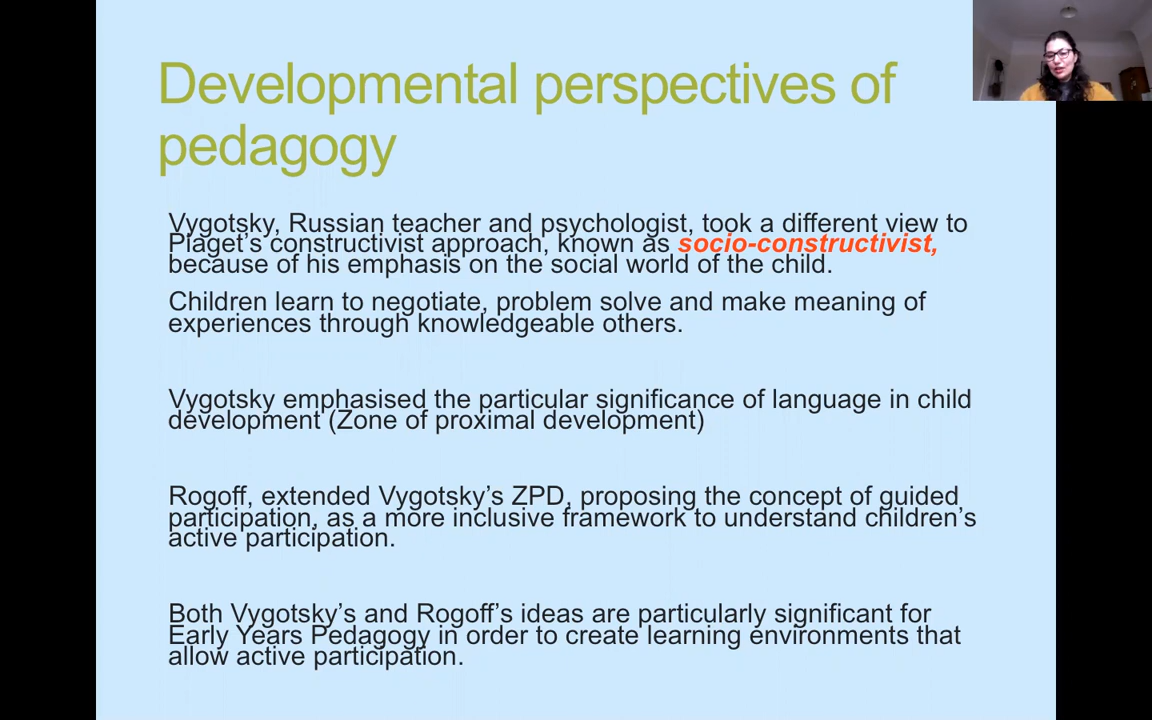 Developmental perspectives of
pedagogy
Vygotsky, Russian teacher and psychologist, took a different view to
Piaget's constructivist approach, known as socio-constructivist,
because of his emphasis on the social world of the child.
Children learn to negotiate, problem solve and make meaning of
experiences through knowledgeable others.
Vygotsky emphasised the particular significance of language in child
development (Zone of proximal development)
Rogoff, extended Vygotsky's ZPD, proposing the concept of guided
participation, as a more inclusive framework to understand children's
active participation.
Both Vygotsky's and Rogoff's ideas are particularly significant for
Early Years Pedagogy in order to create learning environments that
allow active participation.